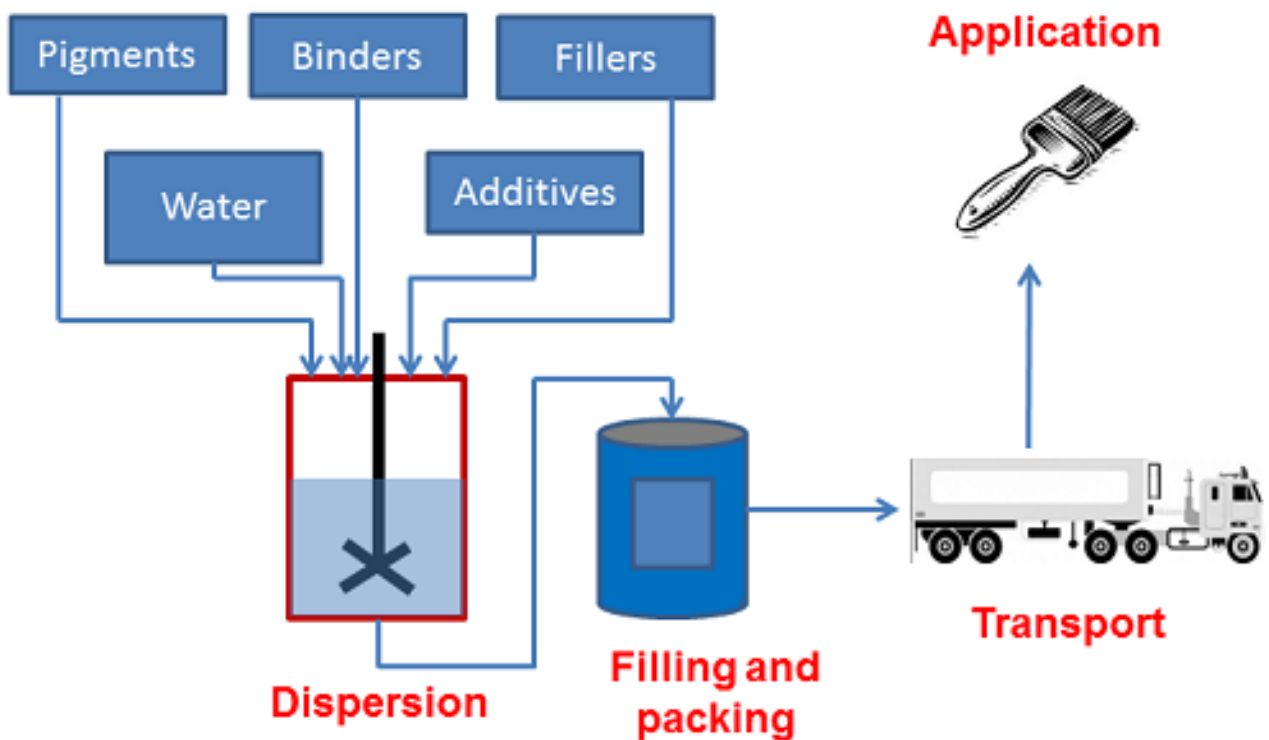 Pigments
Binders
Fillers
Water
Additives
Application
Dispersion
Filling and
packing
Transport